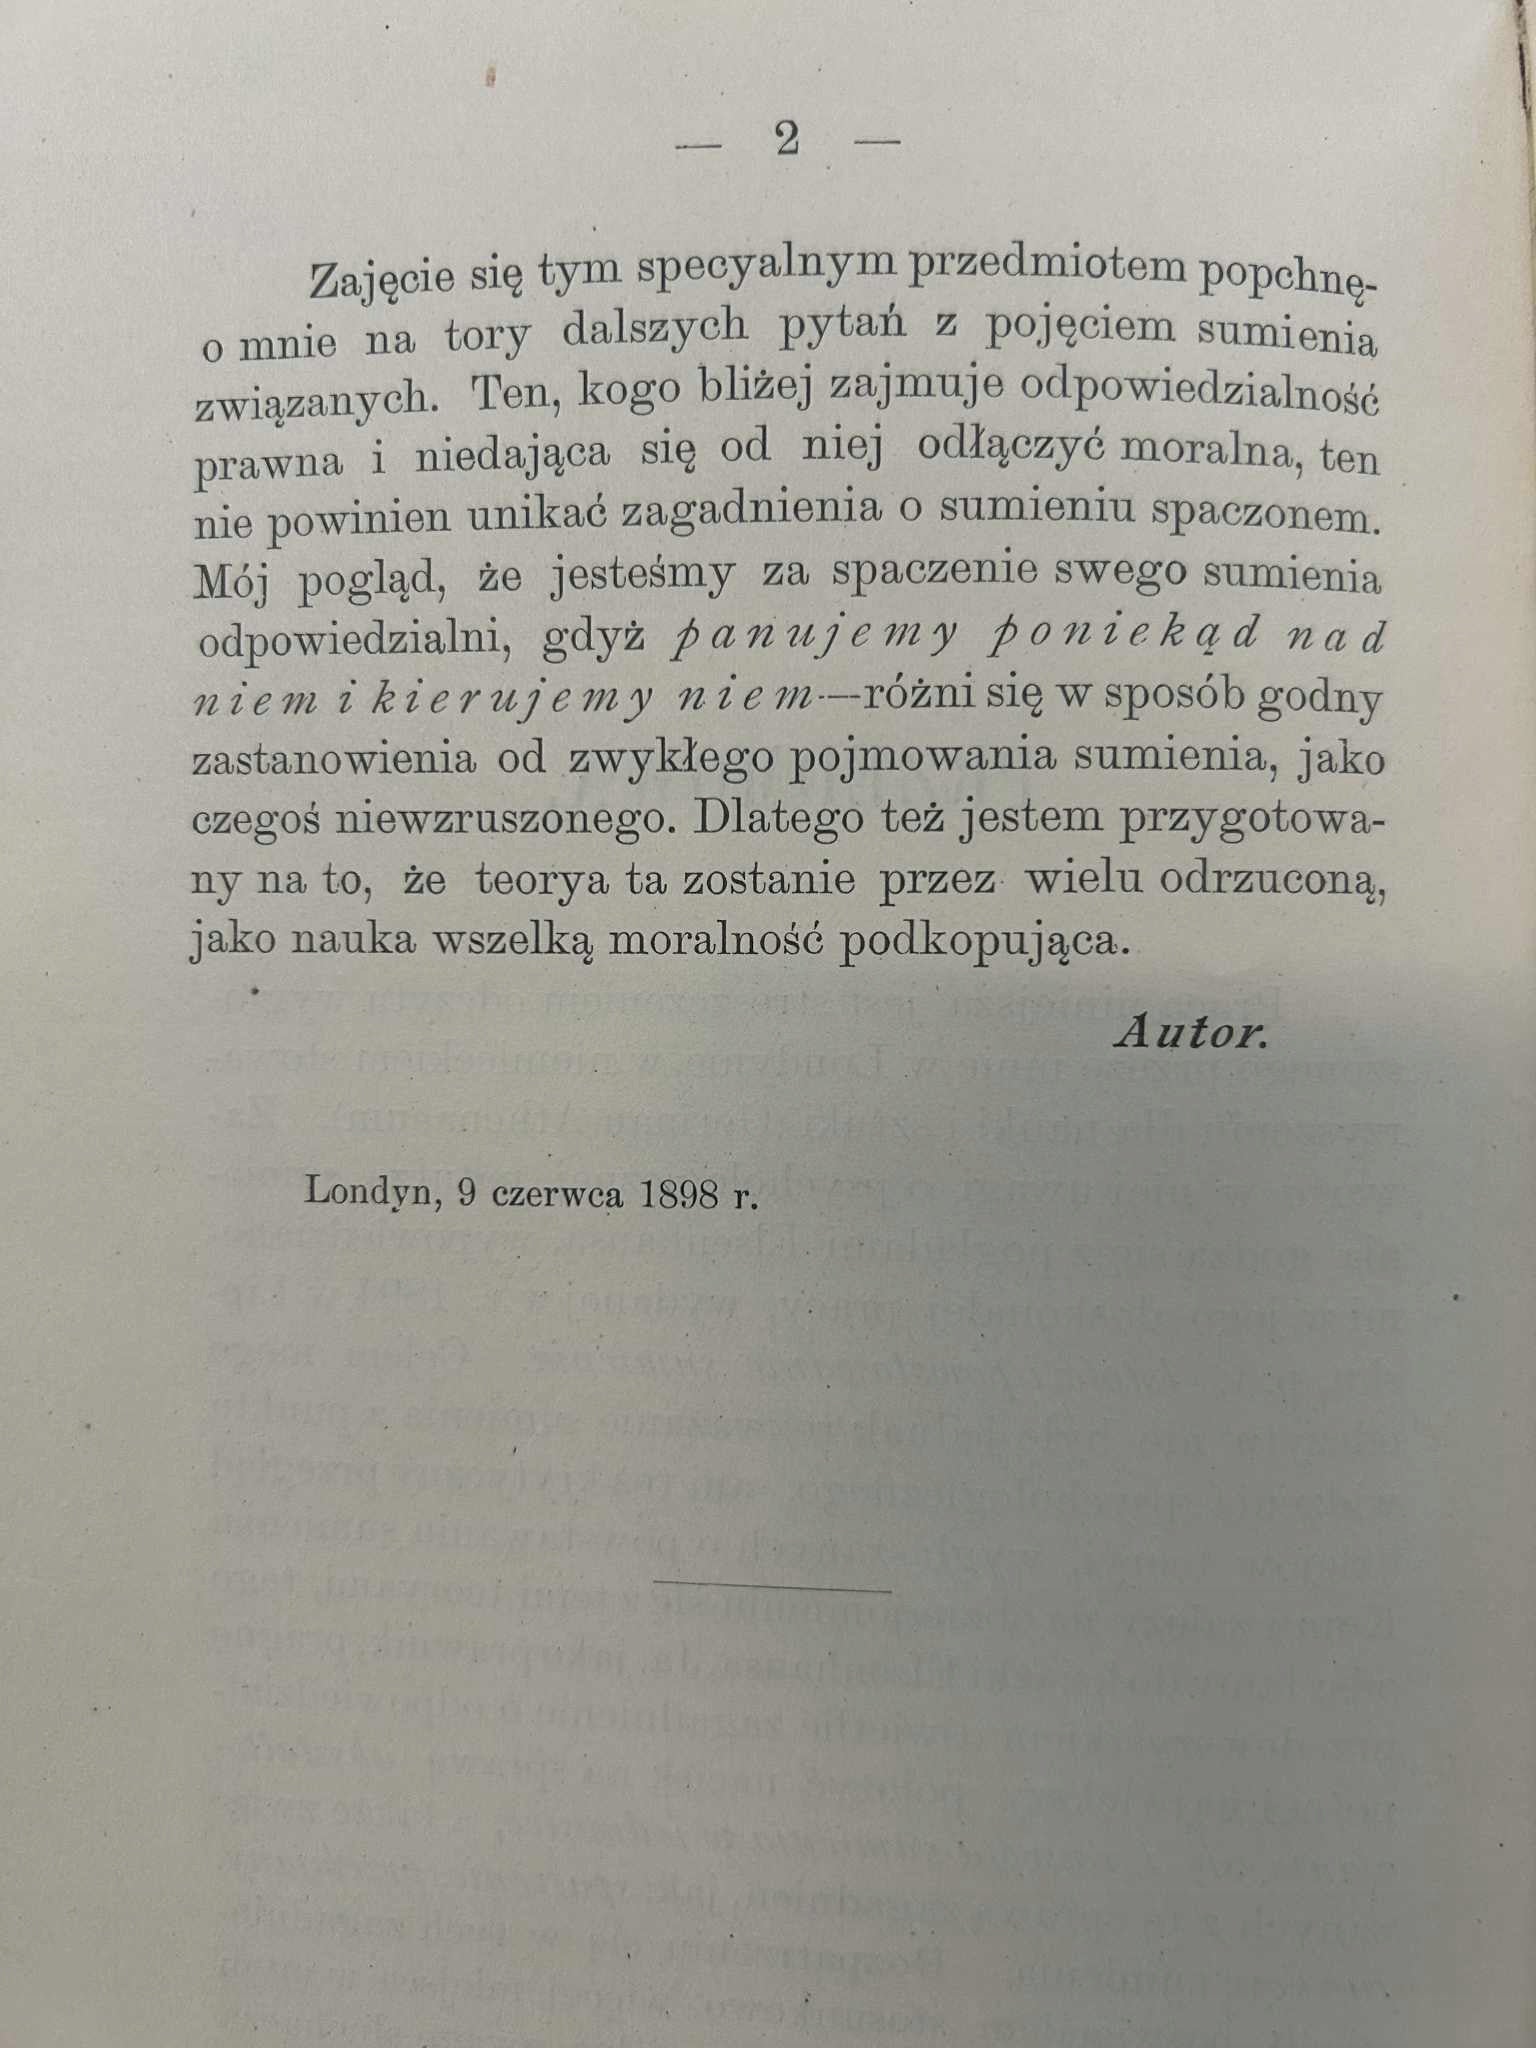 — 2 —
Zajęcie się tym specyalnym przedmiotem popchnę-
o mnie na tory dalszych pytań z pojęciem sumienia
związanych. Ten, kogo bliżej zajmuje odpowiedzialność
prawna i niedająca się od niej odłączyć moralna, ten
nie powinien unikać zagadnienia o sumieniu spaczonem.
Mój pogląd, że jesteśmy za spaczenie swego sumienia
odpowiedzialni, gdyż panujemy poniekąd nad
niem i kierujemy niem—różni się w sposób godny
zastanowienia od zwykłego pojmowania sumienia, jako
czegoś niewzruszonego. Dlatego też jestem przygotowa-
ny na to, że teorya ta zostanie przez wielu odrzuconą,
jako nauka wszelką moralność podkopująca.
Autor.
Londyn, 9 czerwca 1898 r.